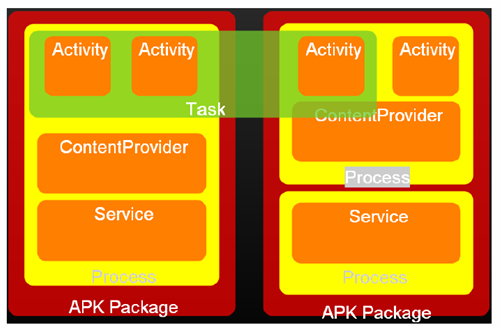 Activity Activity
Task
ContentProvider
Service
Process
APK Package
Activity Activity
ContentProvider
Process
Service
Process
APK Package